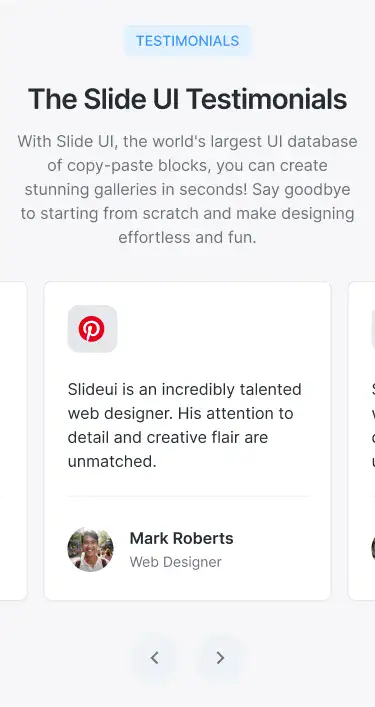 TESTIMONIALS
The Slide UI Testimonials
With Slide UI, the world's largest UI database
of copy-paste blocks, you can create
stunning galleries in seconds! Say goodbye
to starting from scratch and make designing
effortless and fun.
Slideui is an incredibly talented
web designer. His attention to
detail and creative flair are
unmatched.
Mark Roberts
Web Designer